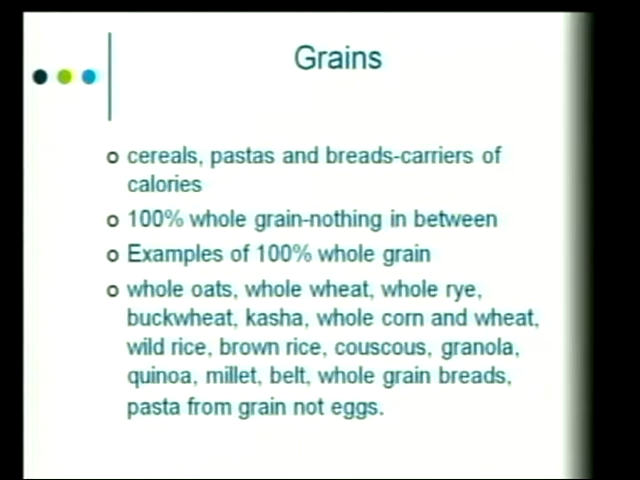 Grains
o cereals, pastas and breads-carriers of
calories
o 100% whole grain-nothing in between
o Examples of 100% whole grain
o whole oats, whole wheat, whole rye,
buckwheat, kasha, whole corn and wheat,
wild rice, brown rice, couscous, granola,
quinoa, millet, belt, whole grain breads,
pasta from grain not eggs.